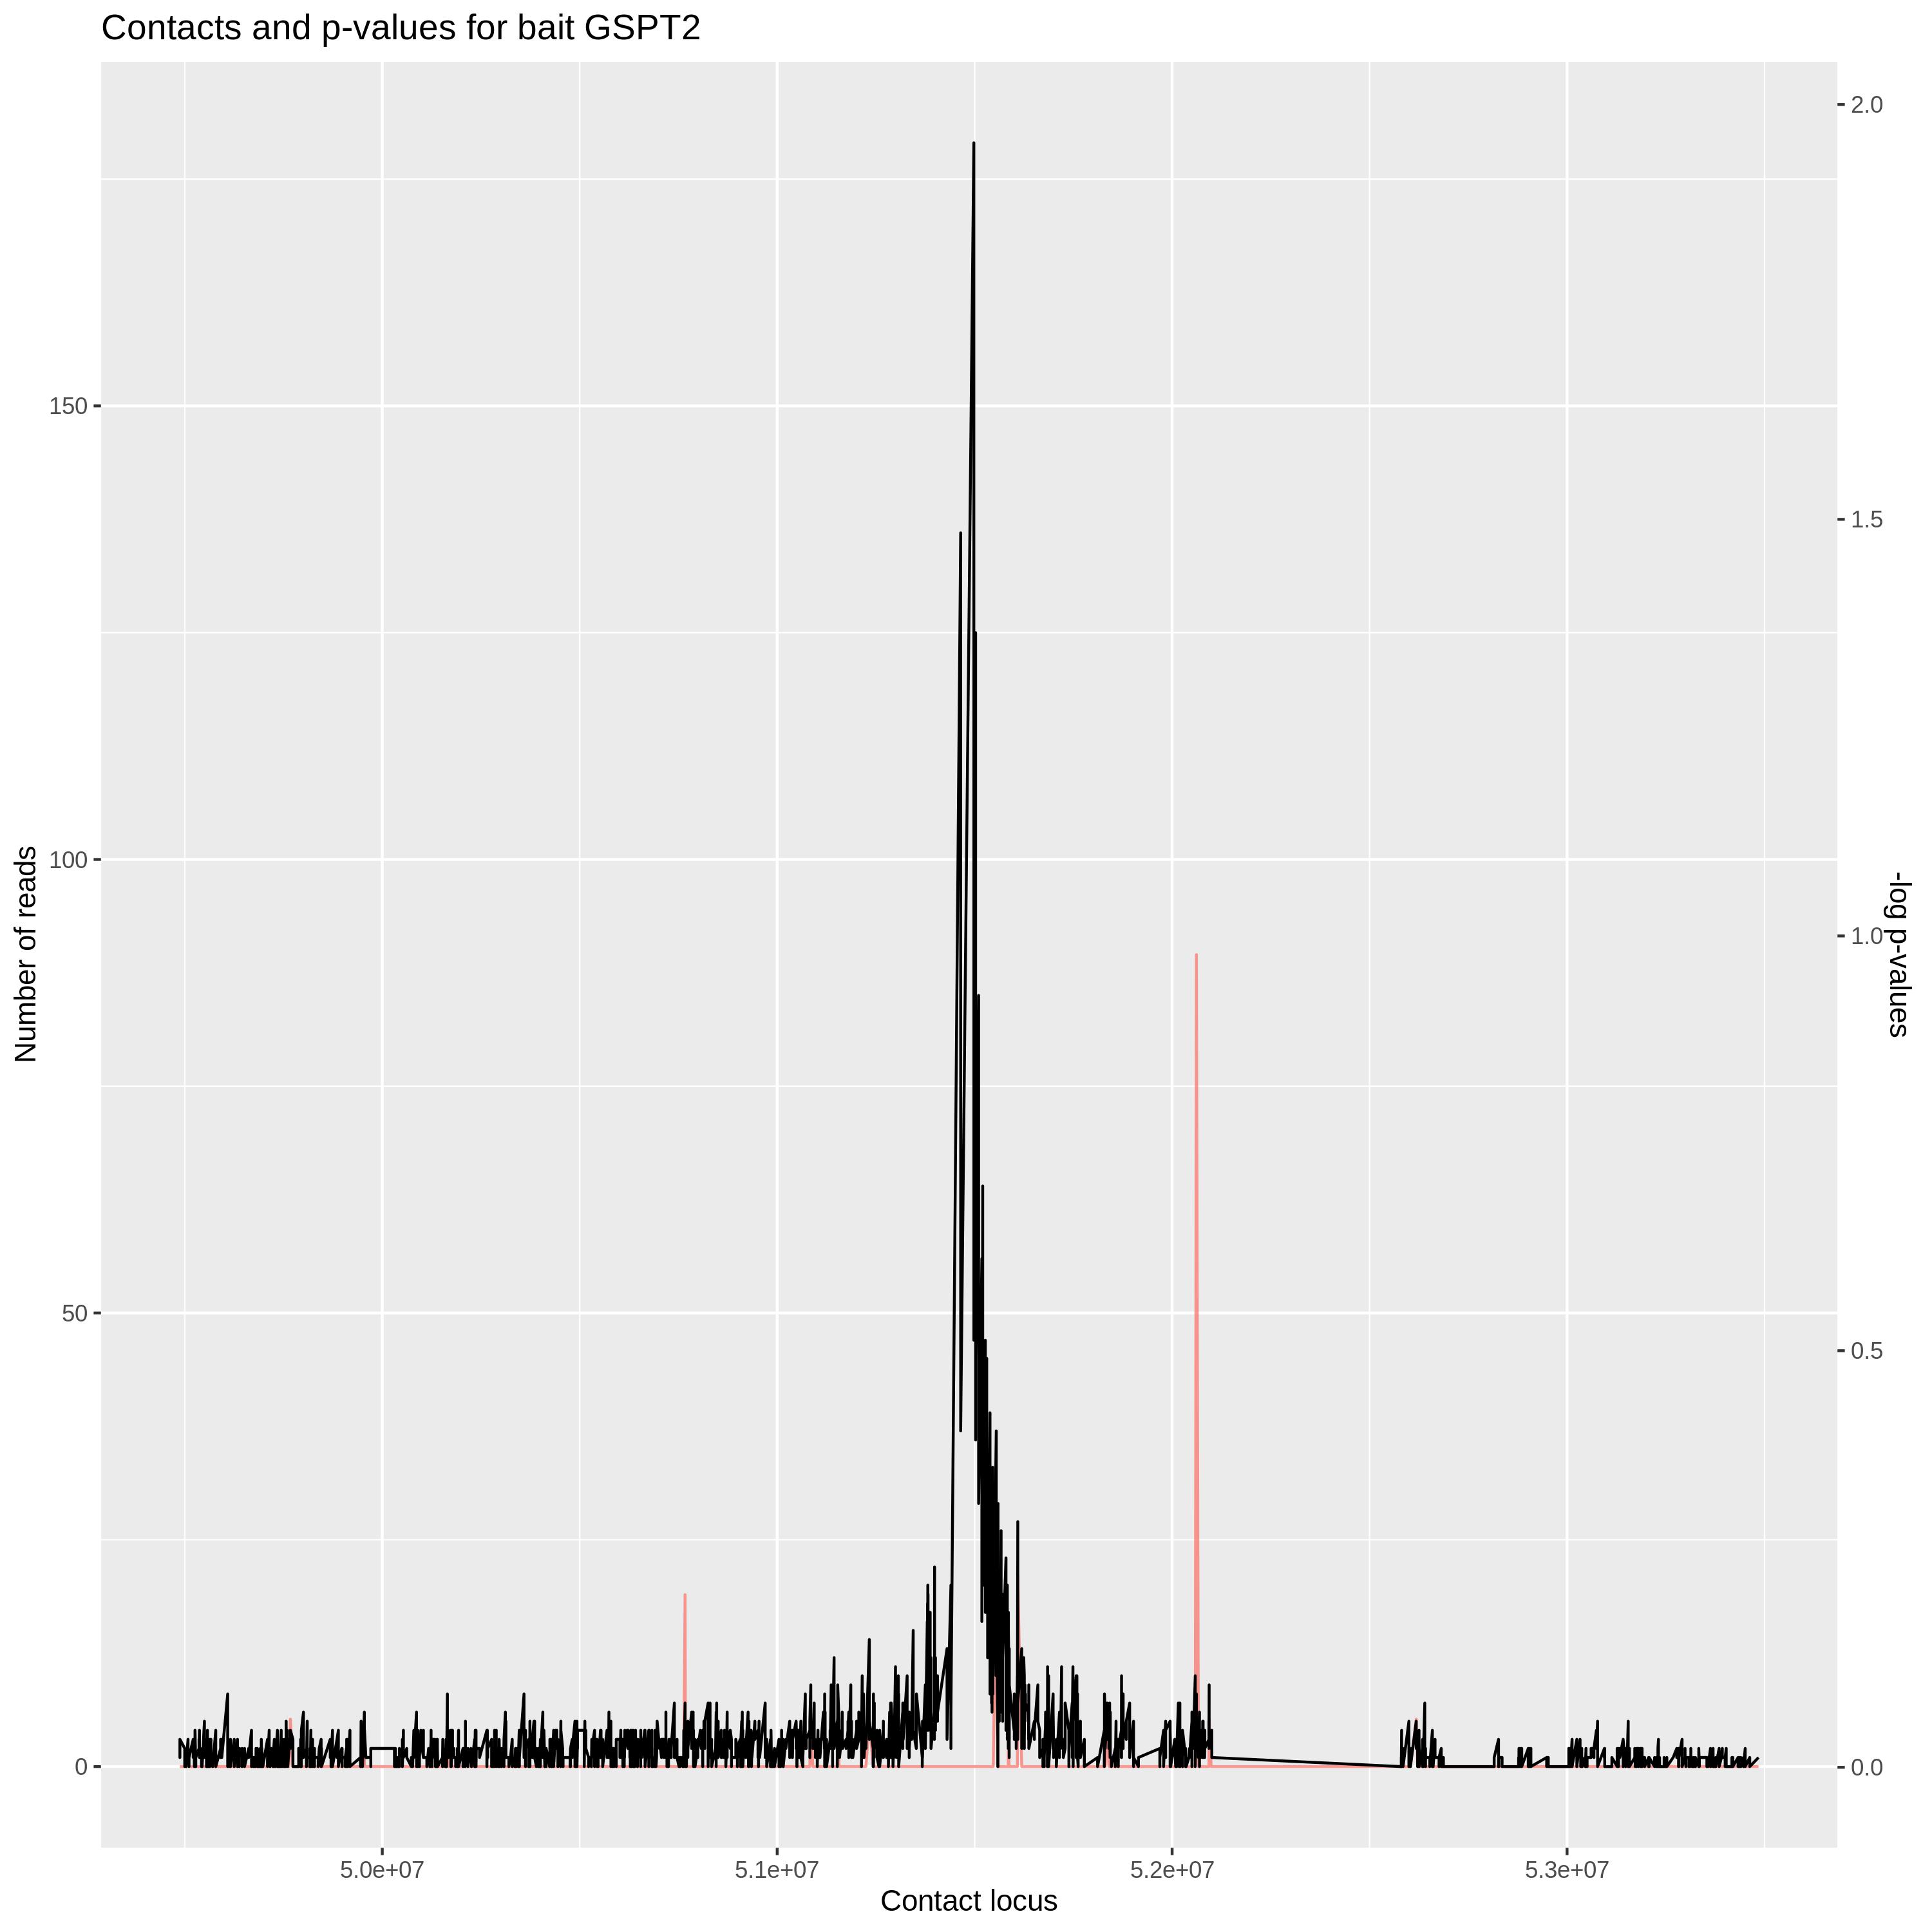 Contacts and p-values for bait GSPT2
2.0
150
1.5
100
1.0
Number of reads
-log p-values
50
0.5
0
0.0
5.0e+07
5.1e+07
5.2e+07
5.3e+07
Contact locus